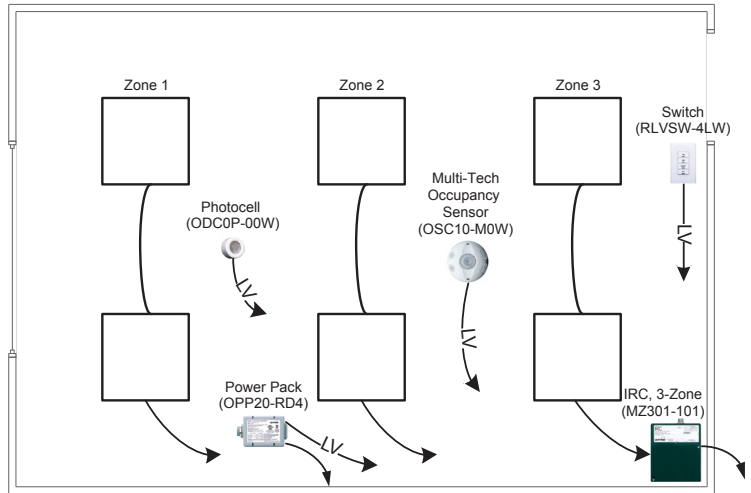 Zone 1
Zone 2
Zone 3
Switch
(RLVSW-4LW)
Multi-Tech
Occupancy
Sensor
(OSC10-M0W)
Photocell
(ODC0P-00W)
LV
LV
LV
Power Pack
(OPP20-RD4)
LV
IRC, 3-Zone
(MZ301-101)